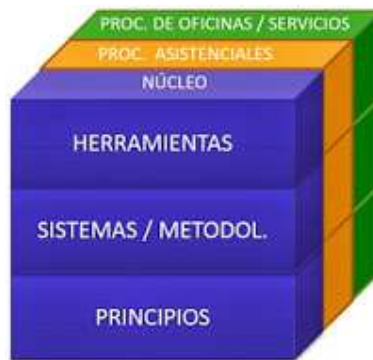 PROC. DE OFICINAS / SERVICIOS
PROC. ASISTENCIALES
NÚCLEO
HERRAMIENTAS
SISTEMAS / METODOL.
PRINCIPIOS